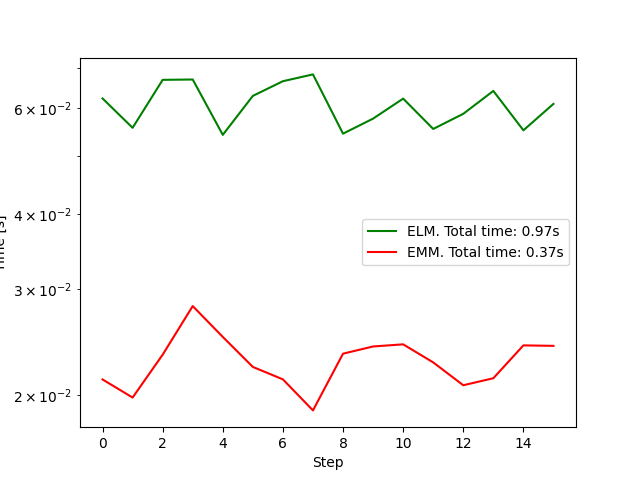 6 × 10⁻²
4 × 10⁻²
3 × 10⁻²
2 × 10⁻²
Time [s]
ELM. Total time: 0.97s
EMM. Total time: 0.37s
0 2 4 6 8 10 12 14
Step